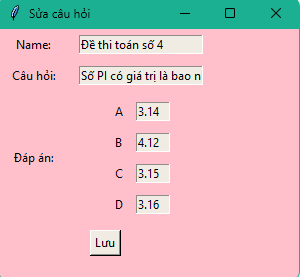 Sửa câu hỏi
Name: Đề thi toán số 4
Câu hỏi: Số PI có giá trị là bao n
A 3.14
B 4.12
Đáp án:
C 3.15
D 3.16
Lưu